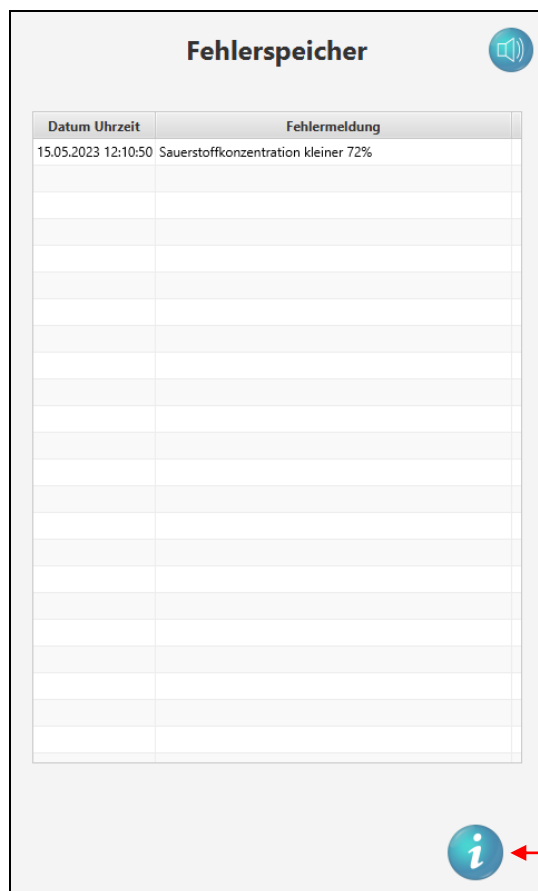 Fehlerspeicher
Datum Uhrzeit Fehlermeldung
15.05.2023 12:10:50 Sauerstoffkonzentration kleiner 72%
i